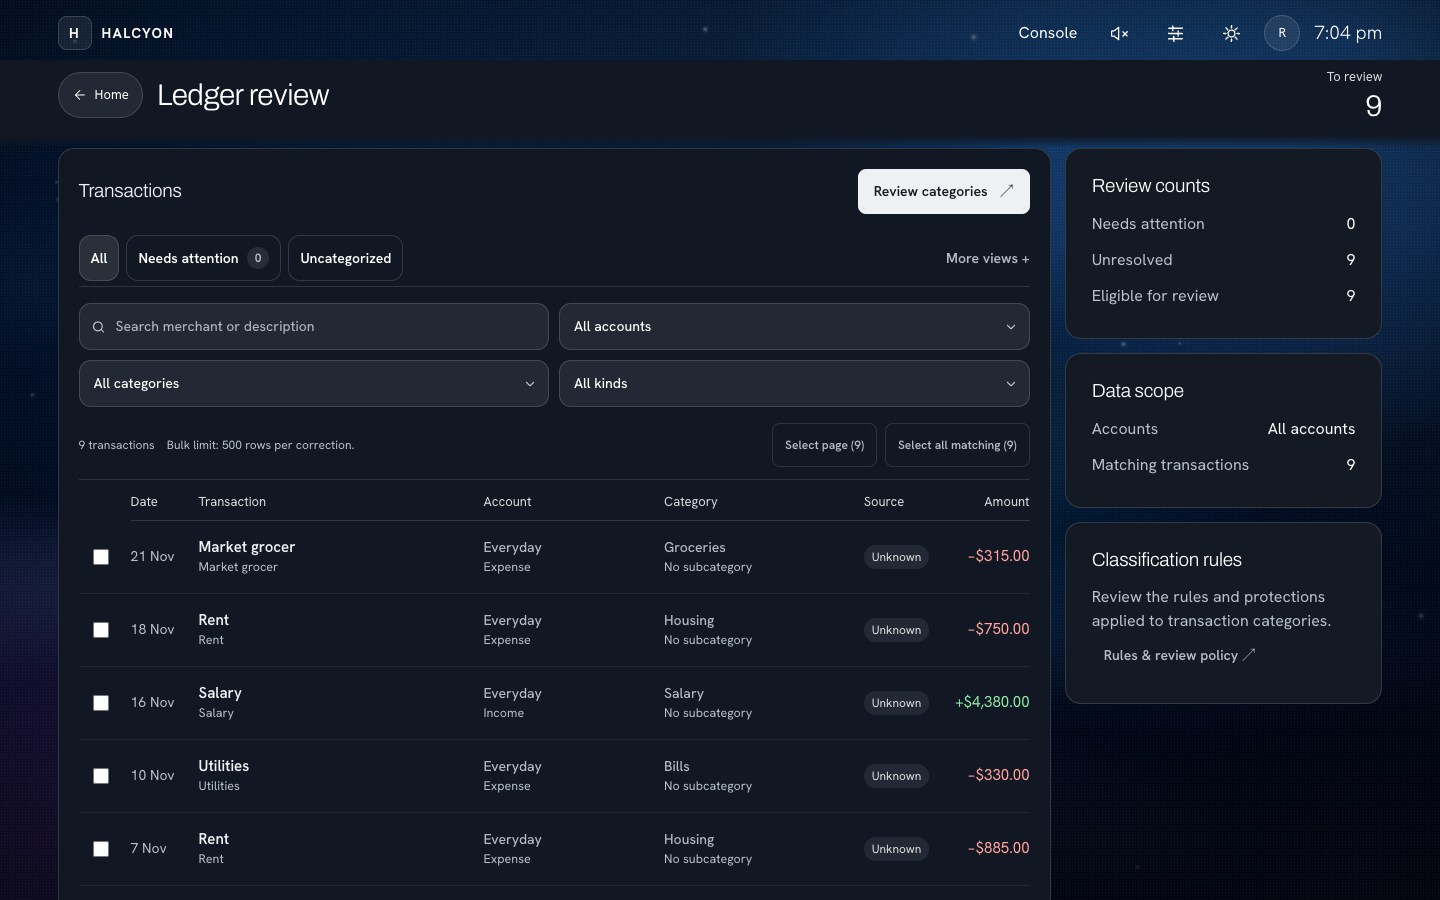 H HALCYON
Console R 7:04 pm
Home Ledger review
To review
9
Transactions
Review categories
All Needs attention 0 Uncategorized More views +
Search merchant or description
All accounts
All categories
All kinds
9 transactions Bulk limit: 500 rows per correction. Select page (9) Select all matching (9)
Date Transaction Account Category Source Amount
21 Nov Market grocer Everyday Groceries Unknown -$315.00
Market grocer Expense No subcategory
18 Nov Rent Everyday Housing Unknown -$750.00
Rent Expense No subcategory
16 Nov Salary Everyday Salary Unknown +$4,380.00
Salary Income No subcategory
10 Nov Utilities Everyday Bills Unknown -$330.00
Utilities Expense No subcategory
7 Nov Rent Everyday Housing Unknown -$885.00
Rent Expense No subcategory
Review counts
Needs attention 0
Unresolved 9
Eligible for review 9
Data scope
Accounts All accounts
Matching transactions 9
Classification rules
Review the rules and protections
applied to transaction categories.
Rules & review policy